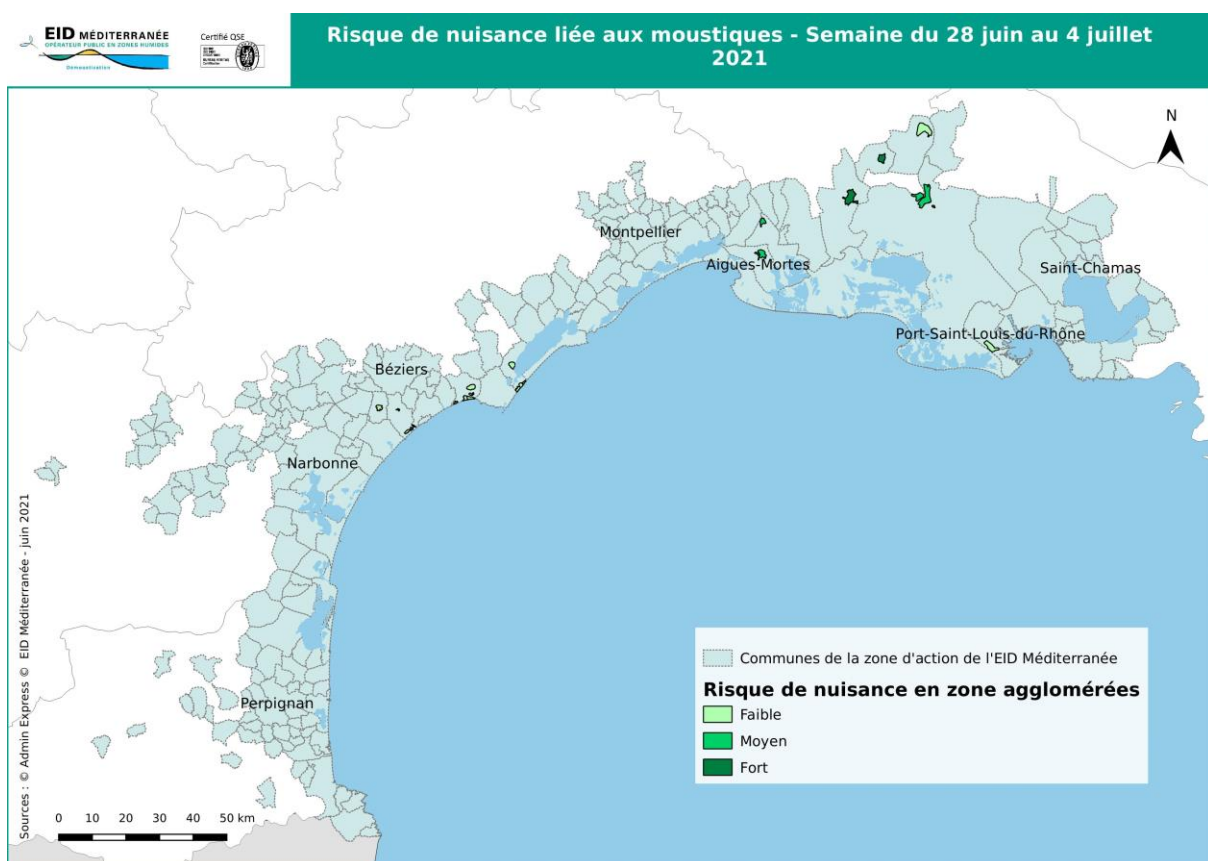 EID MÉDITERRANÉE
OPÉRATEUR PUBLIC EN ZONES HUMIDES
Démoustication
Certifié QSE
Risque de nuisance liée aux moustiques - Semaine du 28 juin au 4 juillet
2021
N
Montpellier
Aigues-Mortes
Saint-Chamas
Port-Saint-Louis-du-Rhône
Béziers
Narbonne
Perpignan
Communes de la zone d'action de l'EID Méditerranée
Risque de nuisance en zone agglomérées
Faible
Moyen
Fort
0 10 20 30 40 50 km
Sources : © Admin Express © EID Méditerranée - juin 2021